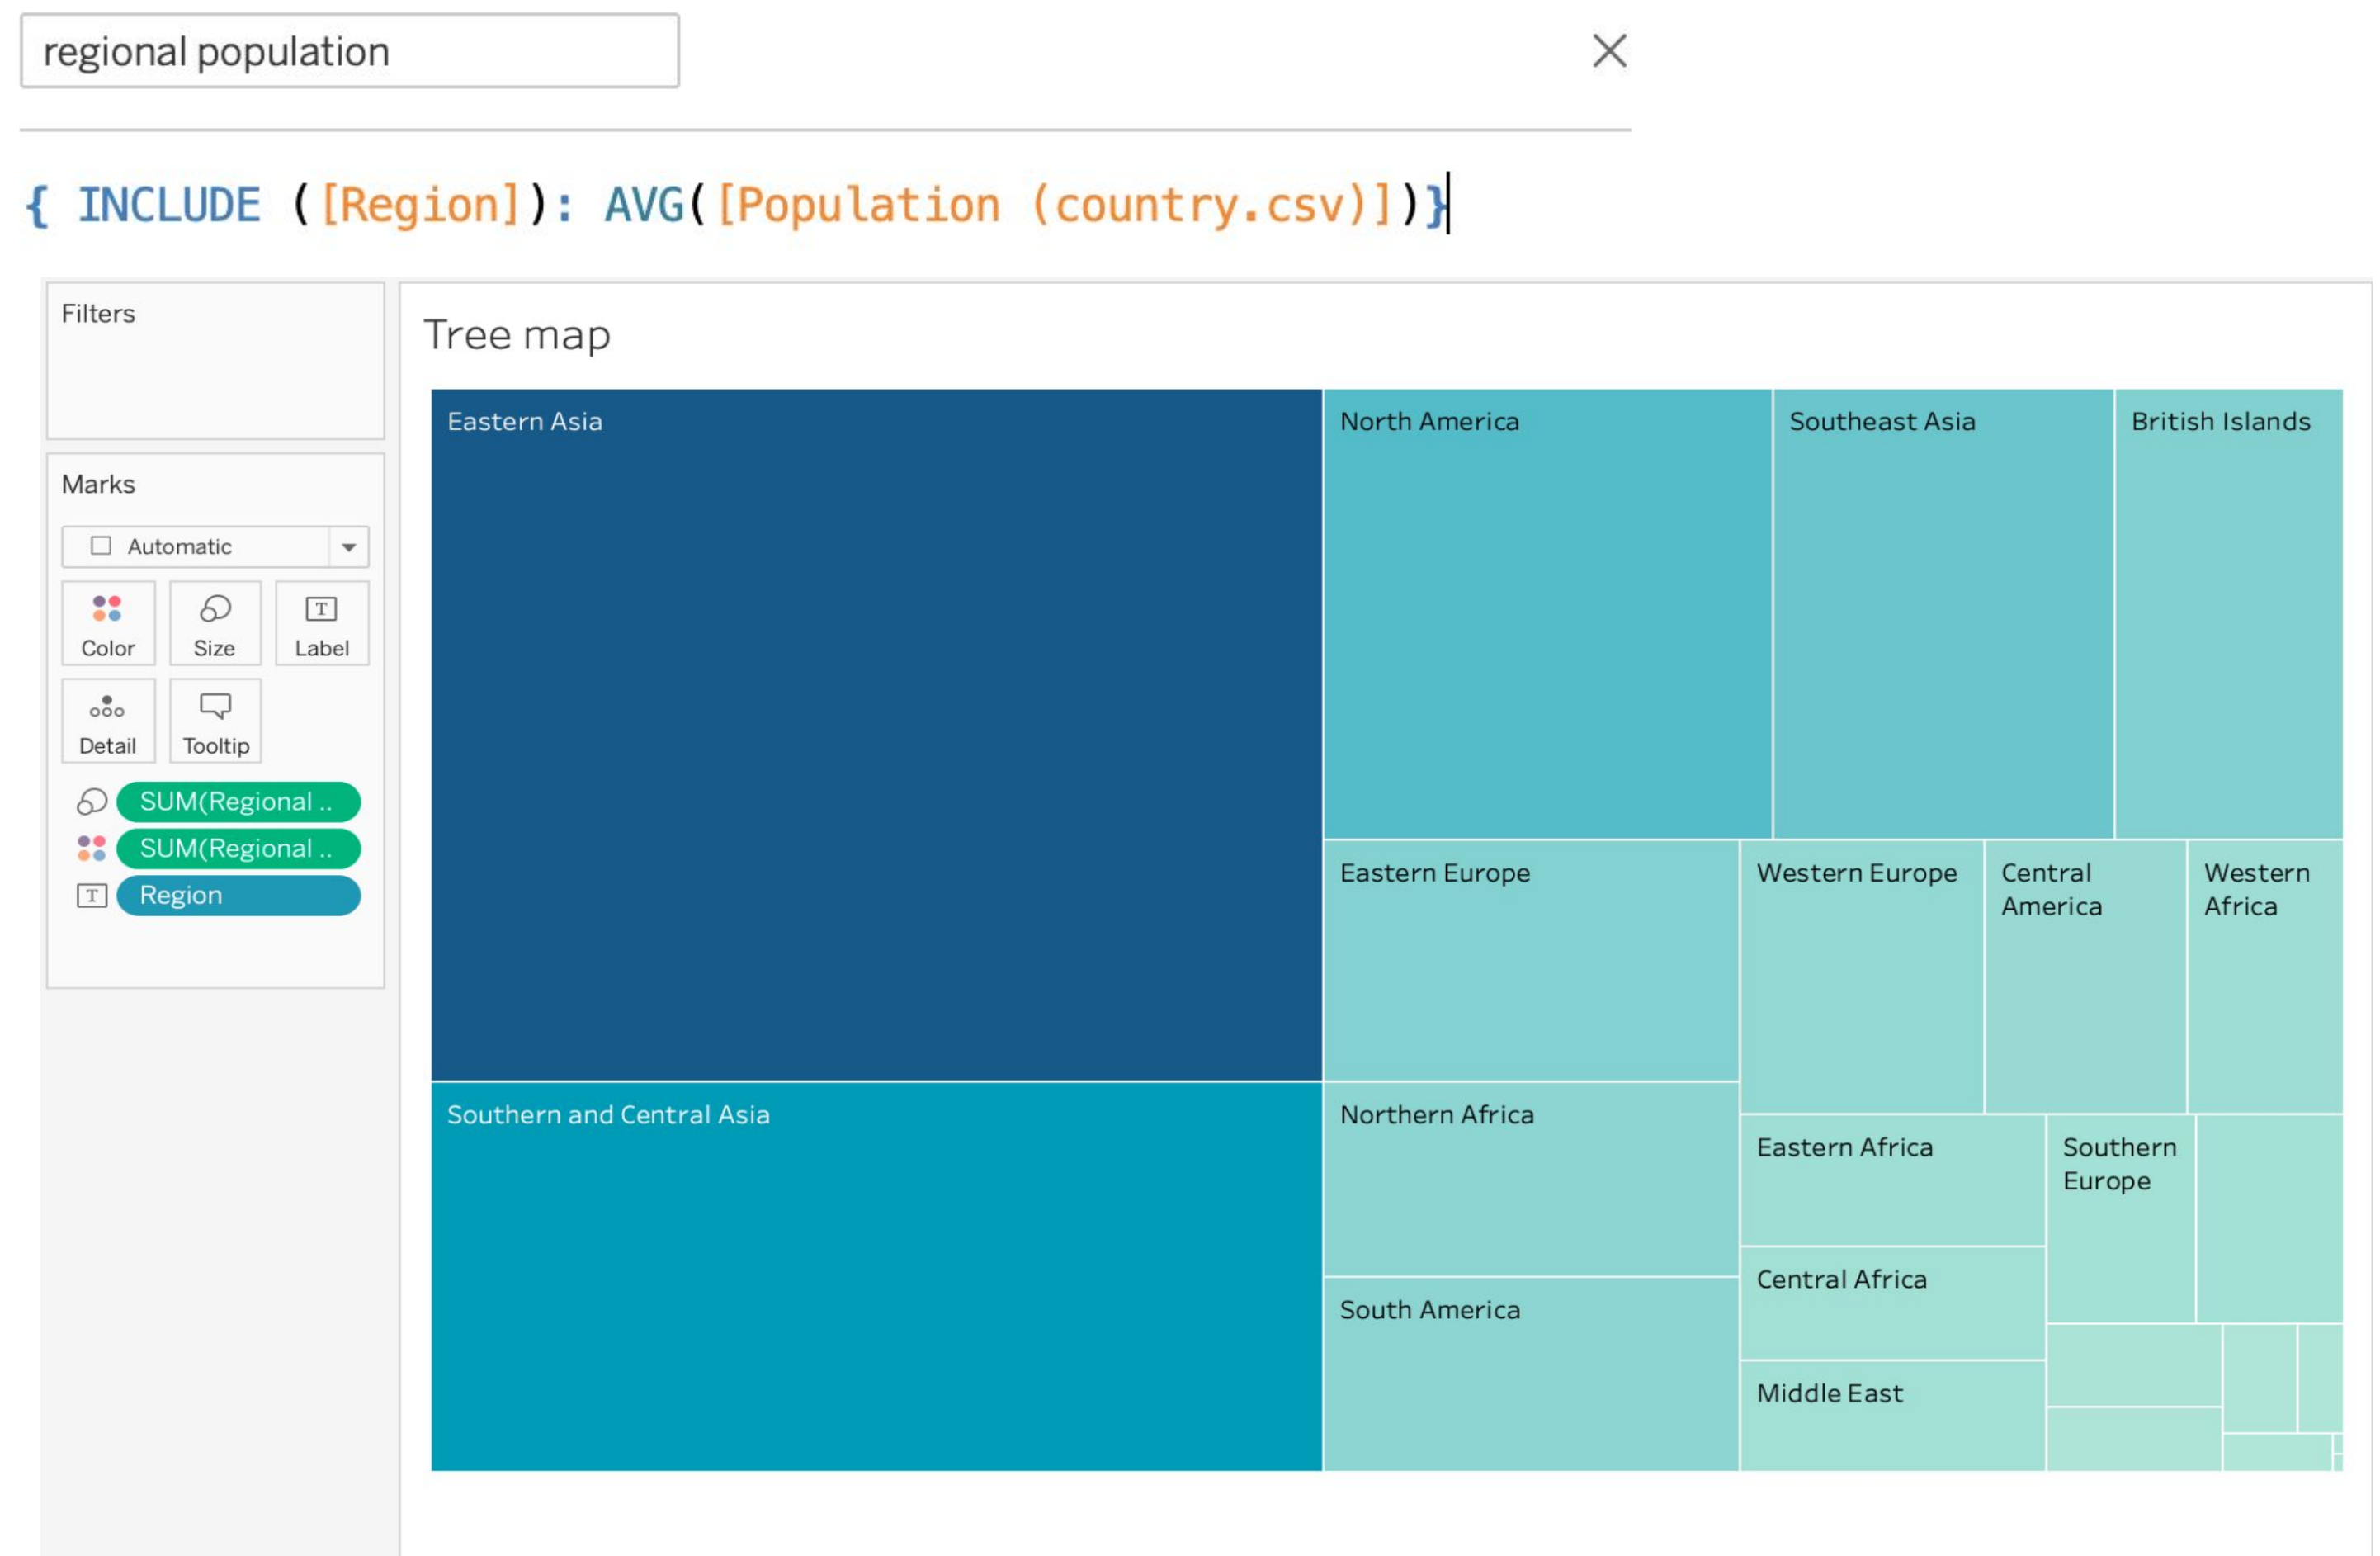 regional population
{ INCLUDE ([Region]): AVG([Population (country.csv)])}
Filters
Marks
Automatic
Color
Size
T
Label
Detail
Tooltip
SUM(Regional ..
SUM(Regional ..
T
Region
Tree map
Eastern Asia
North America
Southeast Asia
British Islands
Eastern Europe
Western Europe
Central
America
Western
Africa
Southern and Central Asia
Northern Africa
Eastern Africa
Southern
Europe
Central Africa
South America
Middle East